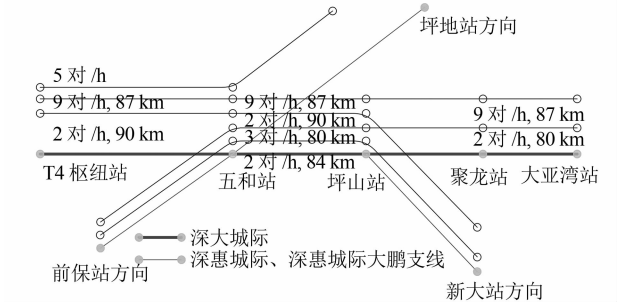 坪地站方向
5 对 /h
9 对 /h, 87 km
9 对 /h, 87 km
2 对 /h, 90 km
9 对 /h, 87 km
2 对 /h, 90 km
3 对 /h, 80 km
2 对 /h, 80 km
2 对 /h, 84 km
T4 枢纽站
五和站
坪山站
聚龙站
大亚湾站
深大城际
前保站方向
深惠城际、深惠城际大鹏支线
新大站方向